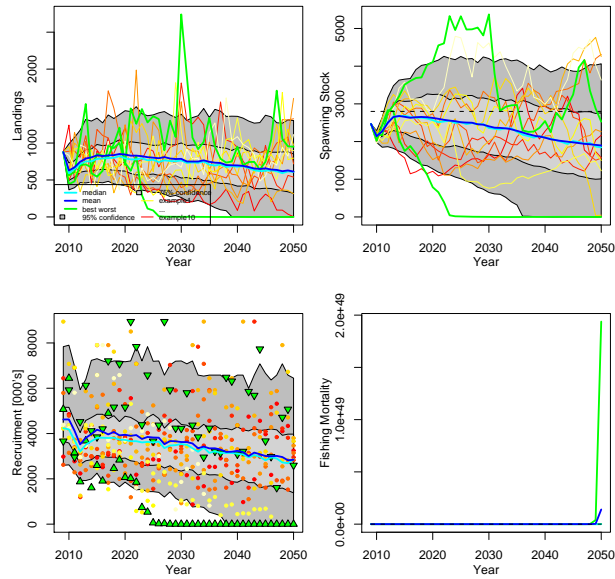 Landings
0
500
1000
2000
median
mean
best worst
95% confidence
75% confidence
example1
...
example10
2010
2020
2030
2040
2050
Year
Spawning Stock
0
1000
3000
5000
2010
2020
2030
2040
2050
Year
Recruitment [000's]
0
2000
4000
6000
8000
2010
2020
2030
2040
2050
Year
Fishing Mortality
0.0e+00
1.0e+49
2.0e+49
2010
2020
2030
2040
2050
Year